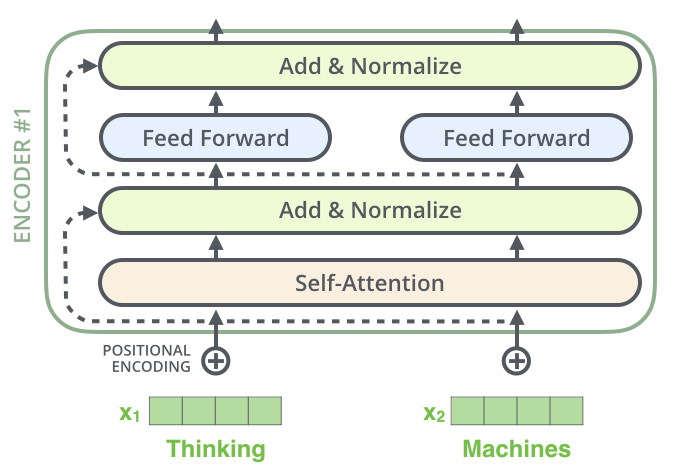 ENCODER #1
Add & Normalize
Feed Forward
Feed Forward
Add & Normalize
Self-Attention
POSITIONAL
ENCODING
x1
x2
Thinking
Machines